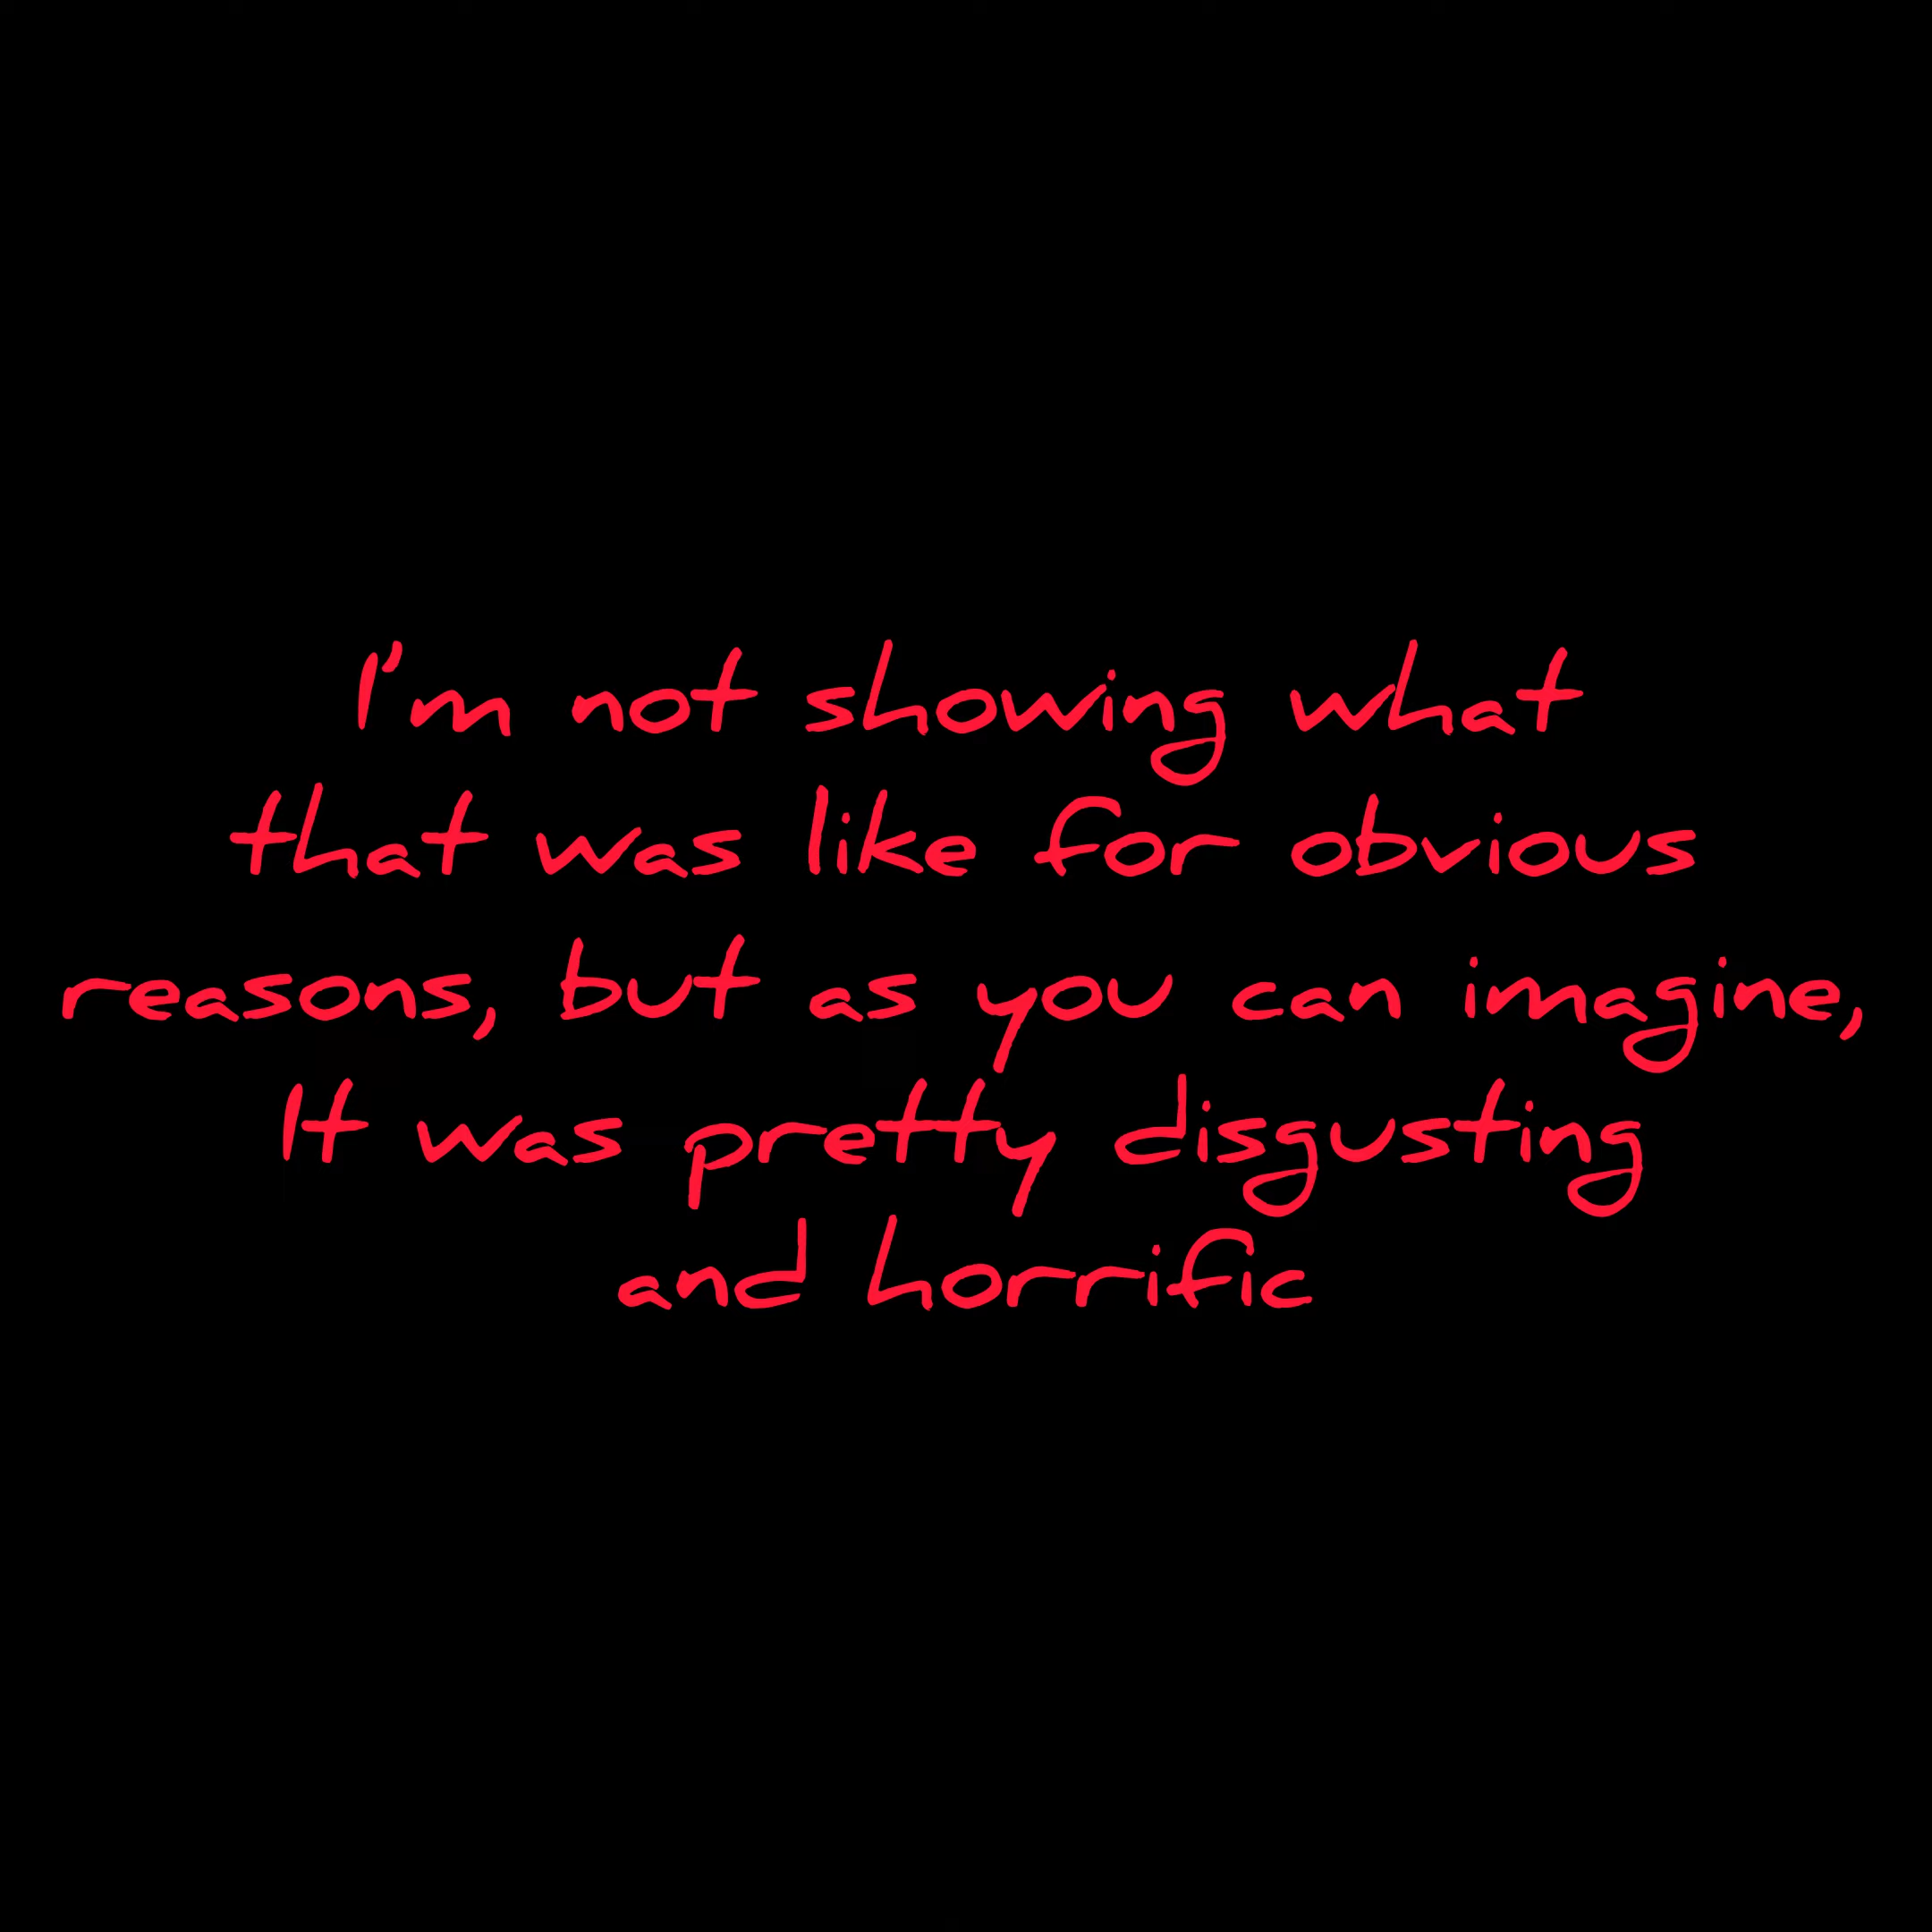 I'm not showing what
that was like for obvious
reasons, but as you can imagine,
It was pretty disgusting
and horrific